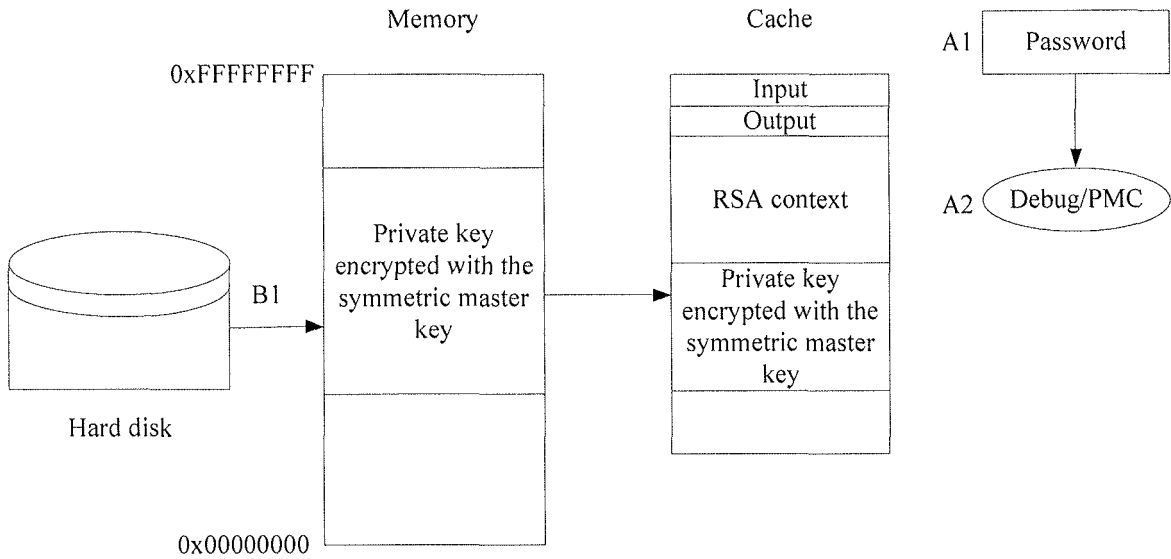 Memory
Cache
A1
Password
0xFFFFFFFF
Input
Output
RSA context
A2
Debug/PMC
Private key
encrypted with the
symmetric master
key
Private key
encrypted with the
symmetric master
key
B1
Hard disk
0x00000000